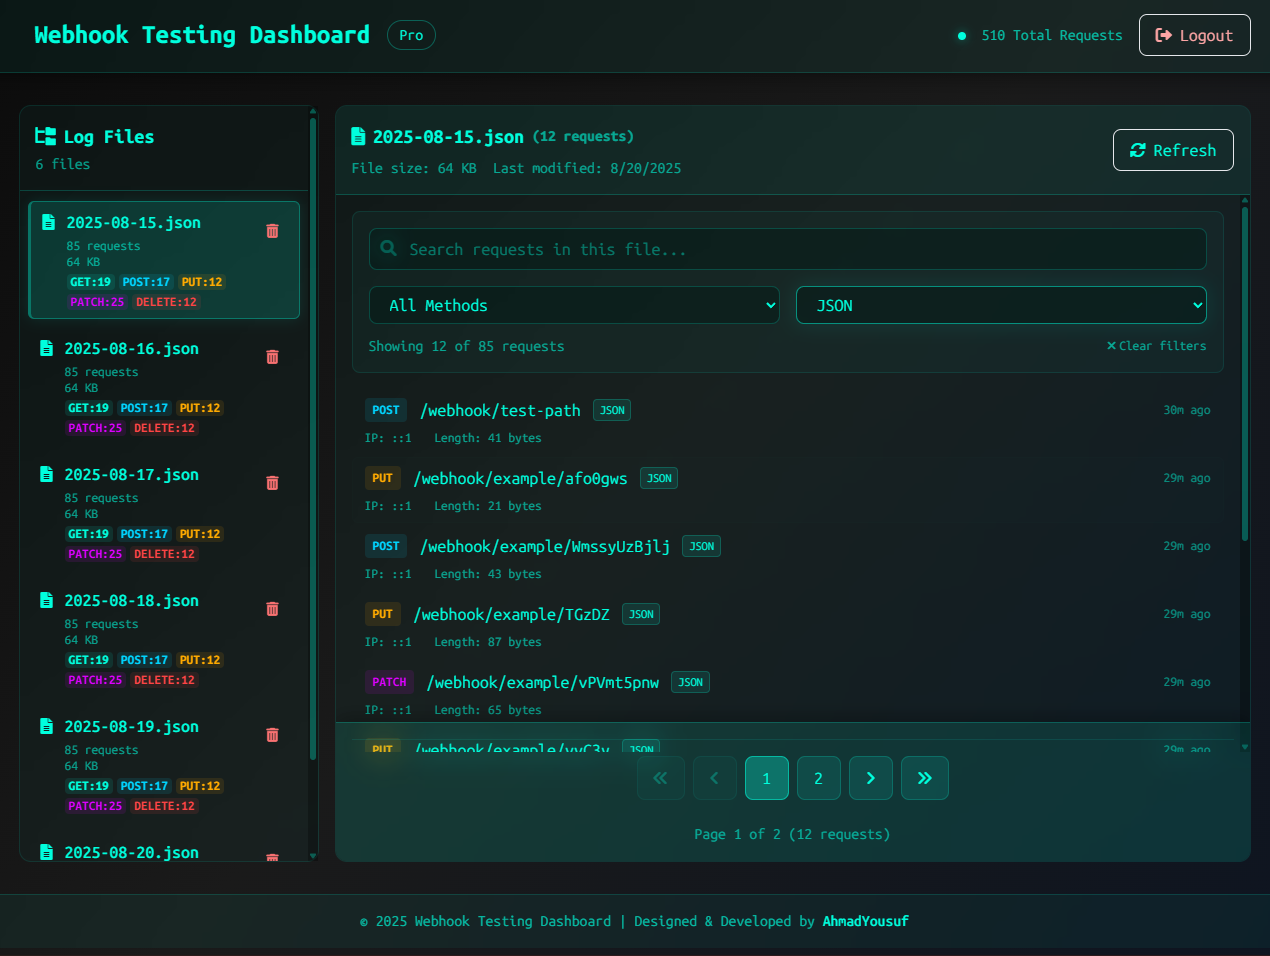 Webhook Testing Dashboard Pro
510 Total Requests
Logout
Log Files
6 files
2025-08-15.json
85 requests
64 KB
GET:19 POST:17 PUT:12
PATCH:25 DELETE:12
2025-08-16.json
85 requests
64 KB
GET:19 POST:17 PUT:12
PATCH:25 DELETE:12
2025-08-17.json
85 requests
64 KB
GET:19 POST:17 PUT:12
PATCH:25 DELETE:12
2025-08-18.json
85 requests
64 KB
GET:19 POST:17 PUT:12
PATCH:25 DELETE:12
2025-08-19.json
85 requests
64 KB
GET:19 POST:17 PUT:12
PATCH:25 DELETE:12
2025-08-20.json
2025-08-15.json (12 requests)
File size: 64 KB Last modified: 8/20/2025
Refresh
Search requests in this file...
All Methods
JSON
Showing 12 of 85 requests
Clear filters
POST /webhook/test-path JSON 30m ago
IP: ::1 Length: 41 bytes
PUT /webhook/example/afo0gws JSON 29m ago
IP: ::1 Length: 21 bytes
POST /webhook/example/WmssyUzBjlj JSON 29m ago
IP: ::1 Length: 43 bytes
PUT /webhook/example/TGzDZ JSON 29m ago
IP: ::1 Length: 87 bytes
PATCH /webhook/example/vPVmt5pnw JSON 29m ago
IP: ::1 Length: 65 bytes
PUT JSON 29m ago
1 2
Page 1 of 2 (12 requests)
© 2025 Webhook Testing Dashboard | Designed & Developed by AhmadYousuf